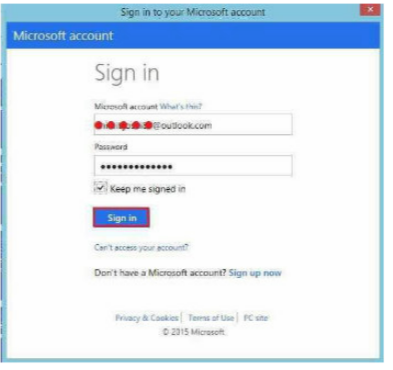 Sign in to your Microsoft account
Microsoft account
Sign in
Microsoft account What's this?
@outlook.com
Password
•••••••••••••
Keep me signed in
Sign in
Can't access your account?
Don't have a Microsoft account? Sign up now
Privacy & Cookies | Terms of Use | PC site
© 2015 Microsoft